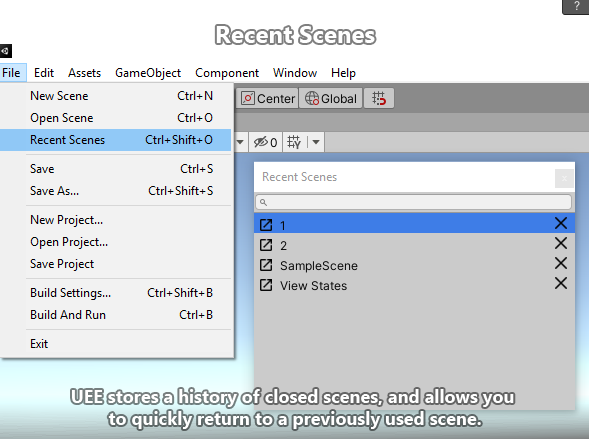 ?
Recent Scenes
File Edit Assets GameObject Component Window Help
New Scene Ctrl+N
Open Scene Ctrl+O
Recent Scenes Ctrl+Shift+O
Save Ctrl+S
Save As... Ctrl+Shift+S
New Project...
Open Project...
Save Project
Build Settings... Ctrl+Shift+B
Build And Run Ctrl+B
Exit
Center Global
0
Recent Scenes
1
2
SampleScene
View States
UEE stores a history of closed scenes, and allows you
to quickly return to a previously used scene.